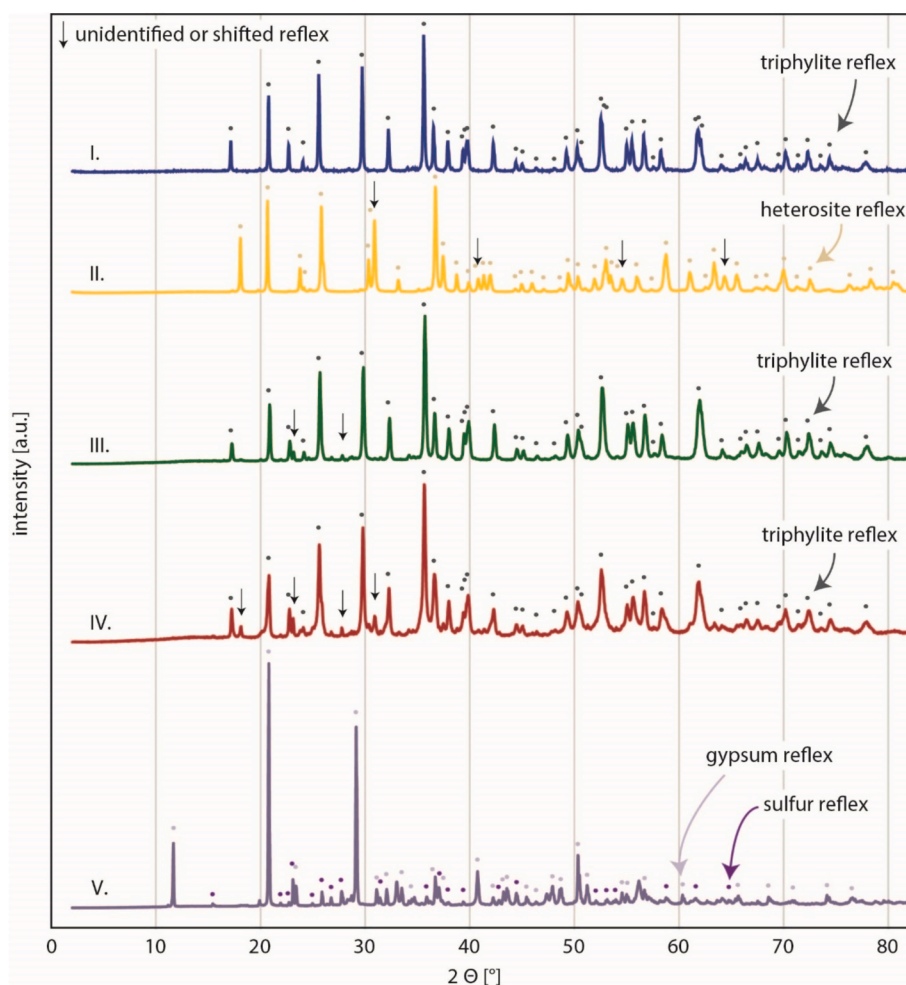 ↓ unidentified or shifted reflex
triphylite reflex
I.
heterosite reflex
II.
triphylite reflex
III.
triphylite reflex
IV.
gypsum reflex
sulfur reflex
V.
intensity [a.u.]
0 10 20 30 40 50 60 70 80
2 Θ [°]